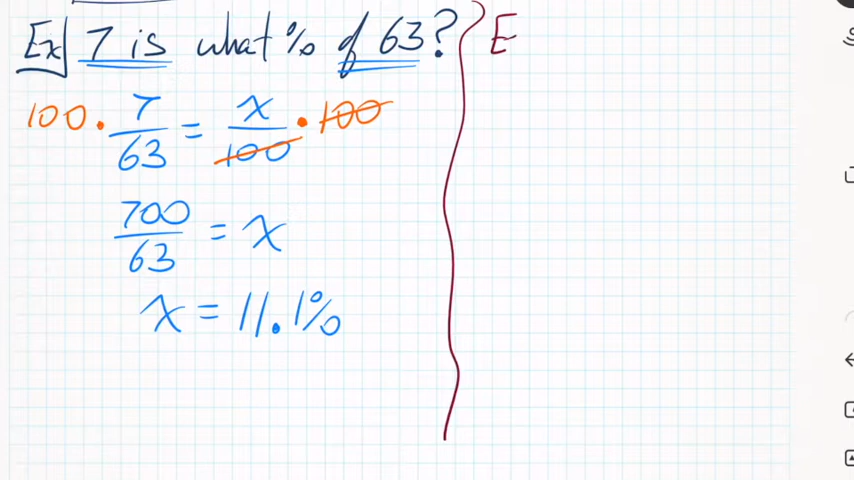 Ex] 7 is what % of 63?
E
100 · 7/63 = x/100 · 100
700/63 = x
x = 11.1%